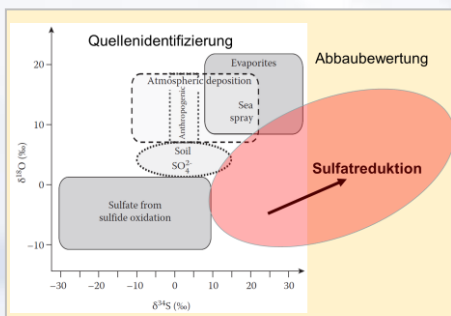 Quellenidentifizierung
Abbaubewertung
Evaporites
Atmospheric deposition
Anthropogenic
Sea
spray
Soil
SO₄²⁻
Sulfatreduktion
Sulfate from
sulfide oxidation
δ¹⁸O (‰)
20
10
0
−10
−30 −20 −10 0 10 20 30
δ³⁴S (‰)